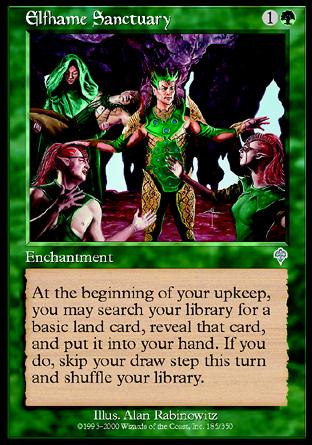 Elfhame Sanctuary 1
Enchantment
At the beginning of your upkeep,
you may search your library for a
basic land card, reveal that card,
and put it into your hand. If you
do, skip your draw step this turn
and shuffle your library.
Illus. Alan Rabinowitz
©1993–2000 Wizards of the Coast, Inc. 185/350